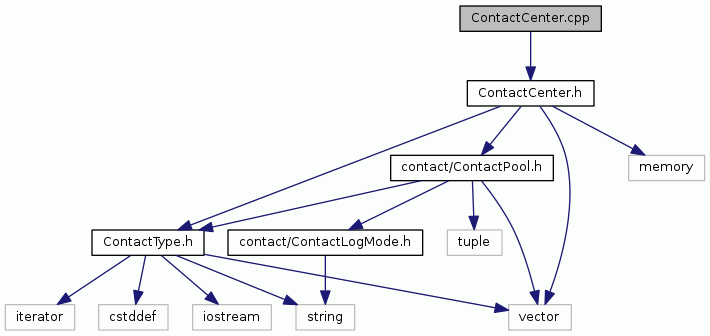 ContactCenter.cpp
ContactCenter.h
contact/ContactPool.h
memory
ContactType.h
contact/ContactLogMode.h
tuple
iterator
cstddef
iostream
string
vector